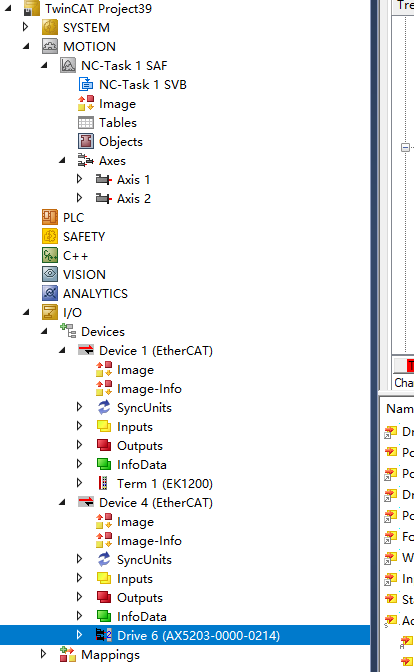 TwinCAT Project39
Tre
SYSTEM
MOTION
NC-Task 1 SAF
NC-Task 1 SVB
Image
Tables
Objects
Axes
Axis 1
Axis 2
PLC
SAFETY
C++
VISION
ANALYTICS
I/O
Devices
Device 1 (EtherCAT)
Image
Image-Info
SyncUnits
Inputs
Outputs
InfoData
Term 1 (EK1200)
Device 4 (EtherCAT)
Image
Image-Info
SyncUnits
Inputs
Outputs
InfoData
Drive 6 (AX5203-0000-0214)
Mappings
Cha
Na
Dr
Po
Po
Dr
Po
Fo
W
In
St
Ac